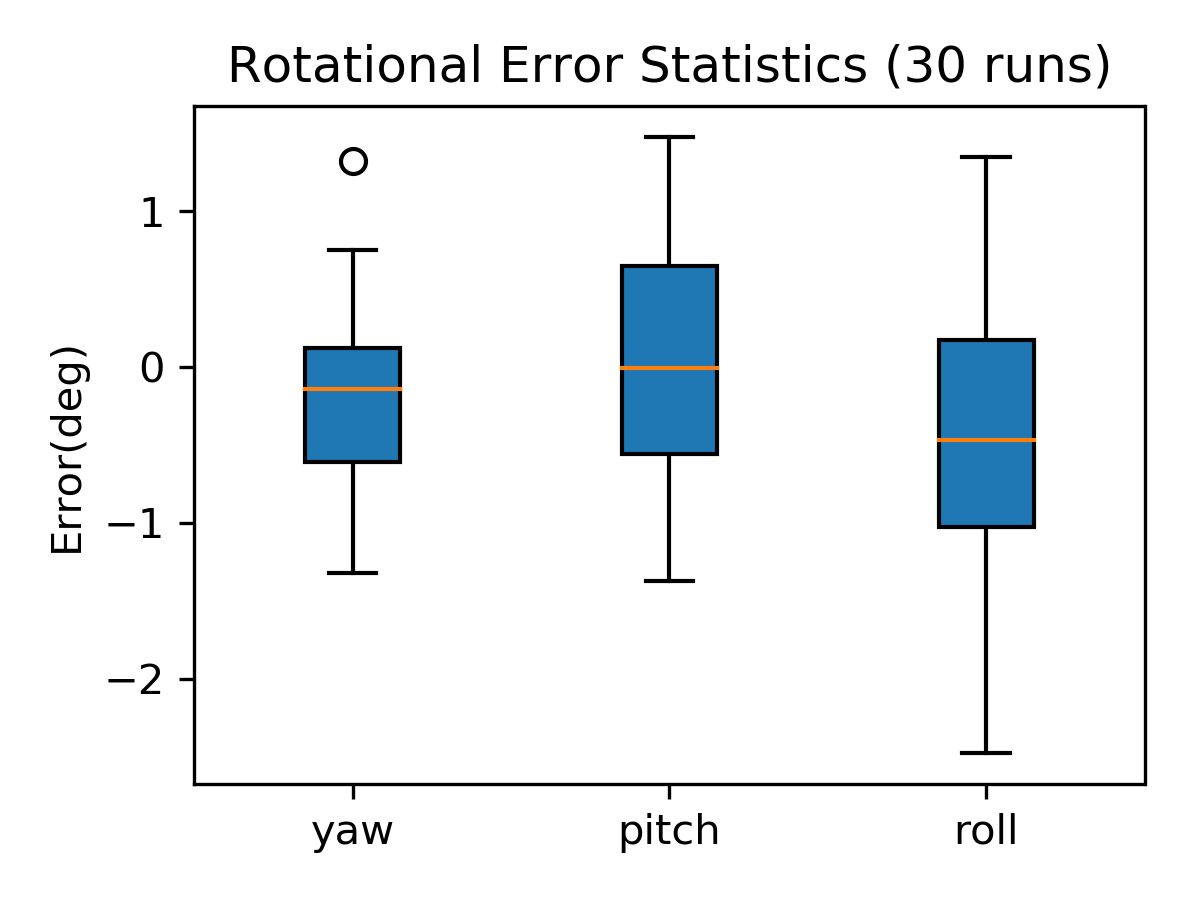 Rotational Error Statistics (30 runs)
Error(deg)
1
0
−1
−2
yaw pitch roll